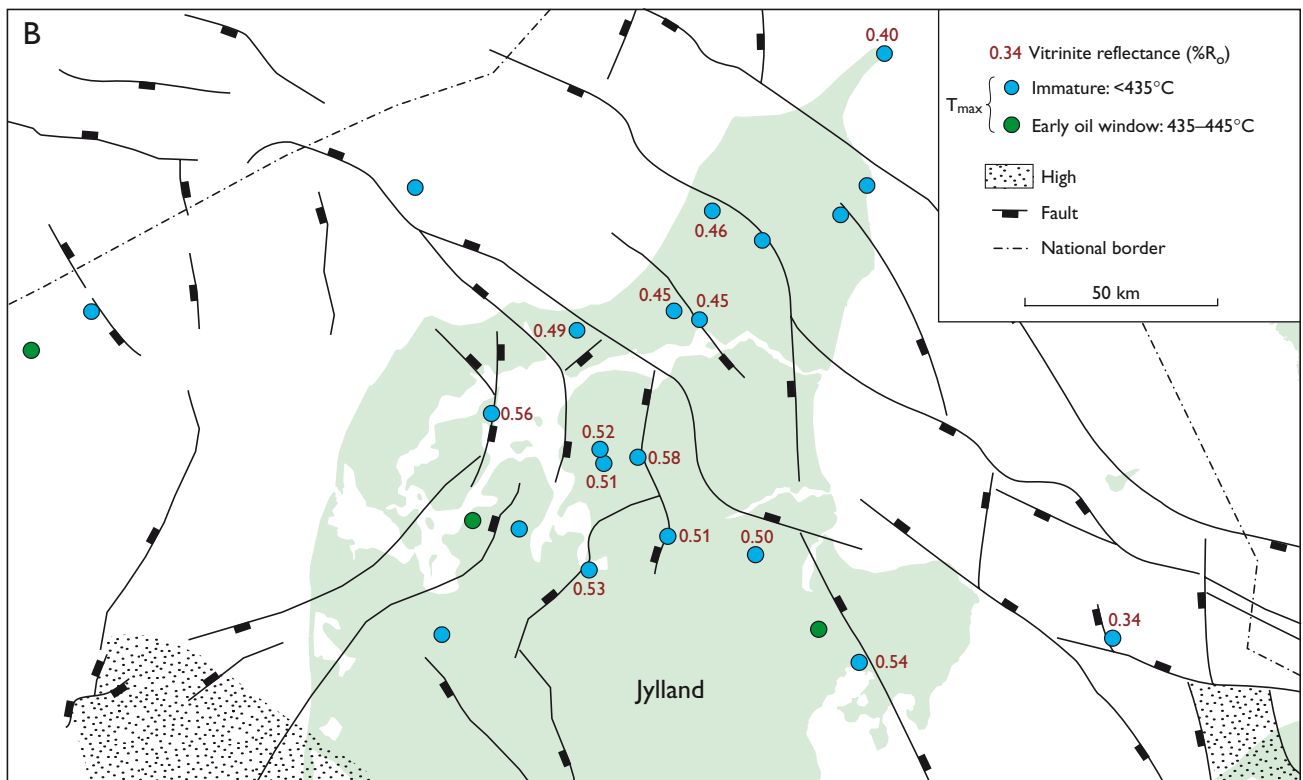 B
0.40
0.34 Vitrinite reflectance (%Ro)
Tmax
Immature: <435°C
Early oil window: 435–445°C
High
Fault
National border
50 km
0.46
0.45
0.45
0.49
0.56
0.52
0.51
0.58
0.51
0.50
0.53
0.34
0.54
Jylland